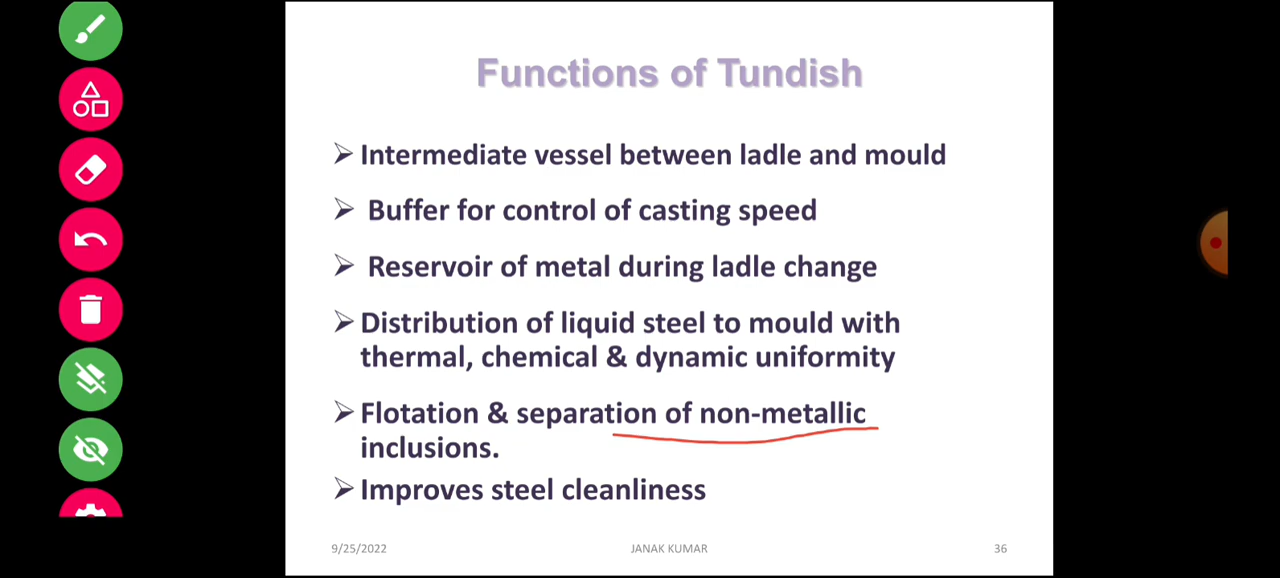 Functions of Tundish
➢ Intermediate vessel between ladle and mould
➢ Buffer for control of casting speed
➢ Reservoir of metal during ladle change
➢ Distribution of liquid steel to mould with
thermal, chemical & dynamic uniformity
➢ Flotation & separation of non-metallic
inclusions.
➢ Improves steel cleanliness
9/25/2022 JANAK KUMAR 36